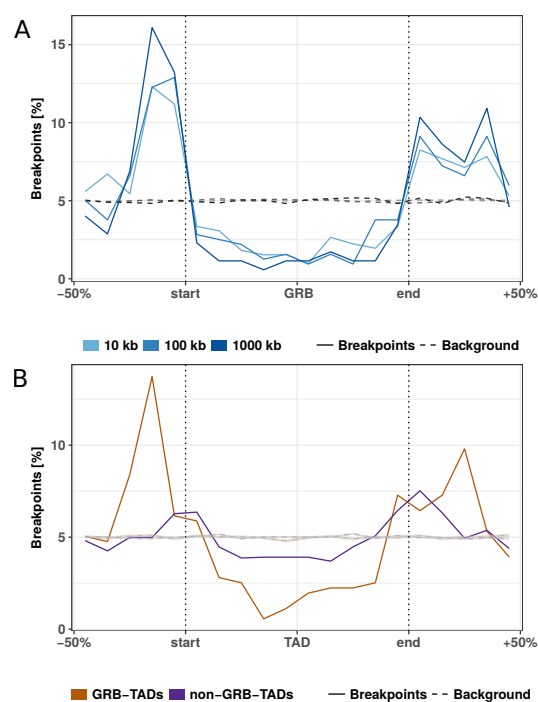 A
Breakpoints [%]
15
10
5
0
−50% start GRB end +50%
10 kb 100 kb 1000 kb Breakpoints Background
B
Breakpoints [%]
10
5
0
−50% start TAD end +50%
GRB−TADs non−GRB−TADs Breakpoints Background